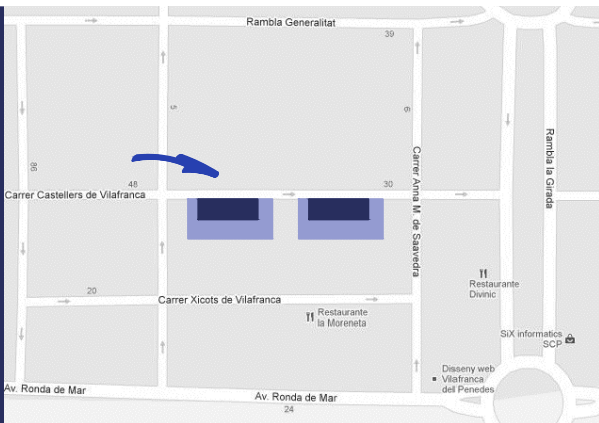 Rambla Generalitat
39
5
6
86
48
30
Carrer Castellers de Vilafranca
Carrer Anna M. de Saavedra
Rambla la Girada
20
Carrer Xicots de Vilafranca
Restaurante
Divinic
Restaurante
la Moreneta
SiX informatics
SCP
Disseny web
Vilafranca
del Penedes
Av. Ronda de Mar
Av. Ronda de Mar
24